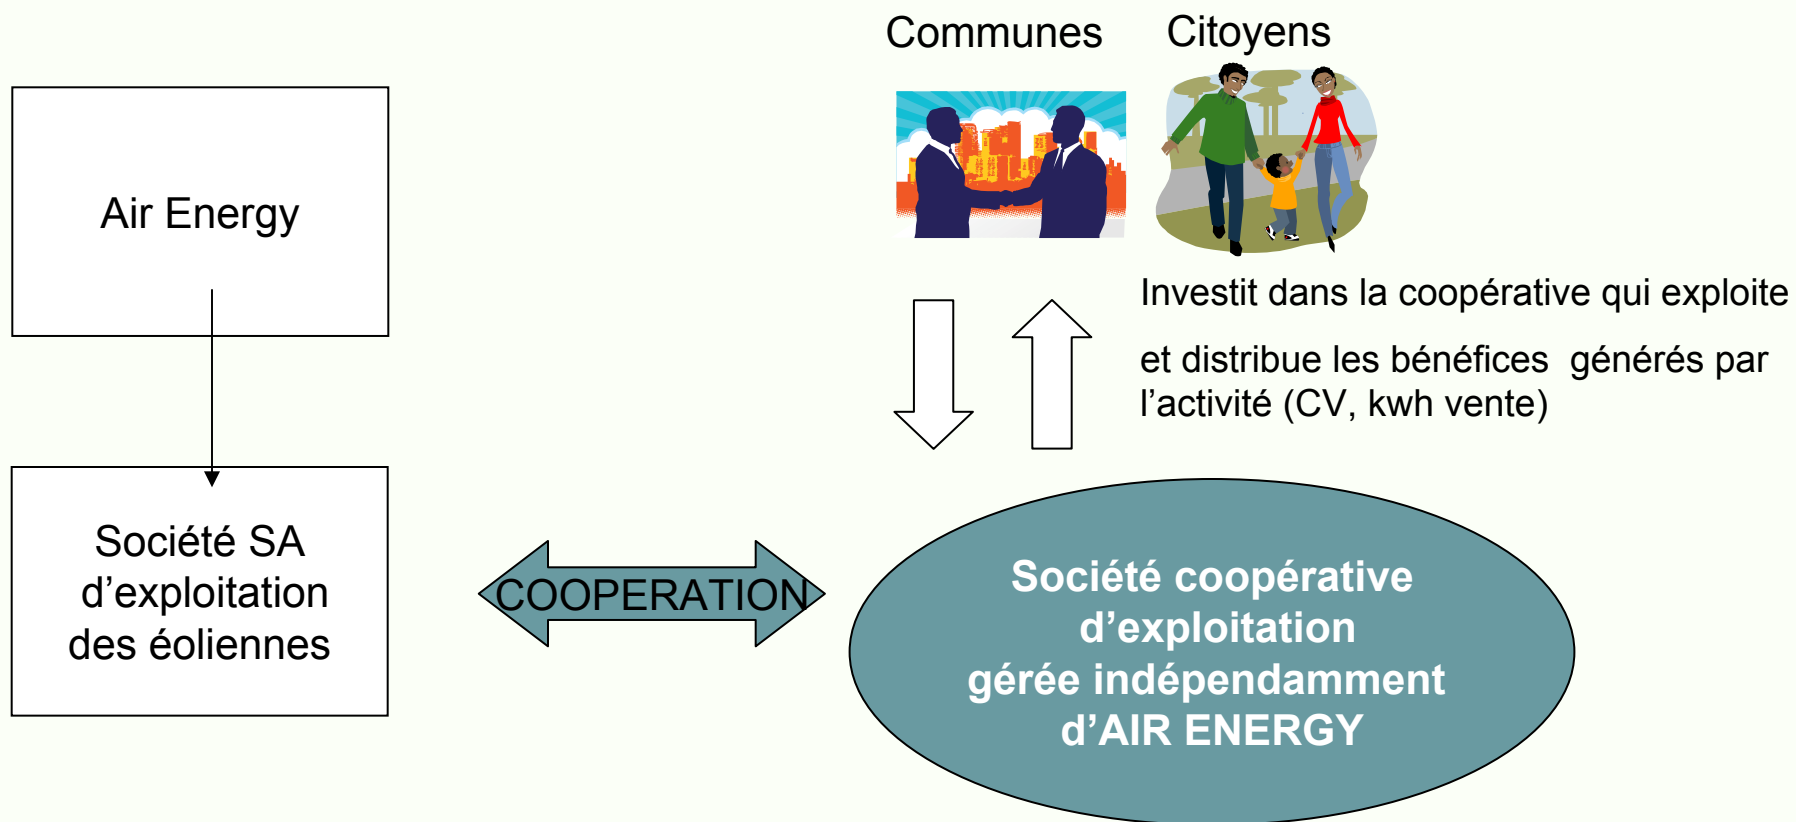 Communes
Citoyens
Air Energy
Investit dans la coopérative qui exploite
et distribue les bénéfices générés par
l’activité (CV, kwh vente)
Société SA
d’exploitation
des éoliennes
COOPERATION
Société coopérative
d’exploitation
gérée indépendamment
d’AIR ENERGY